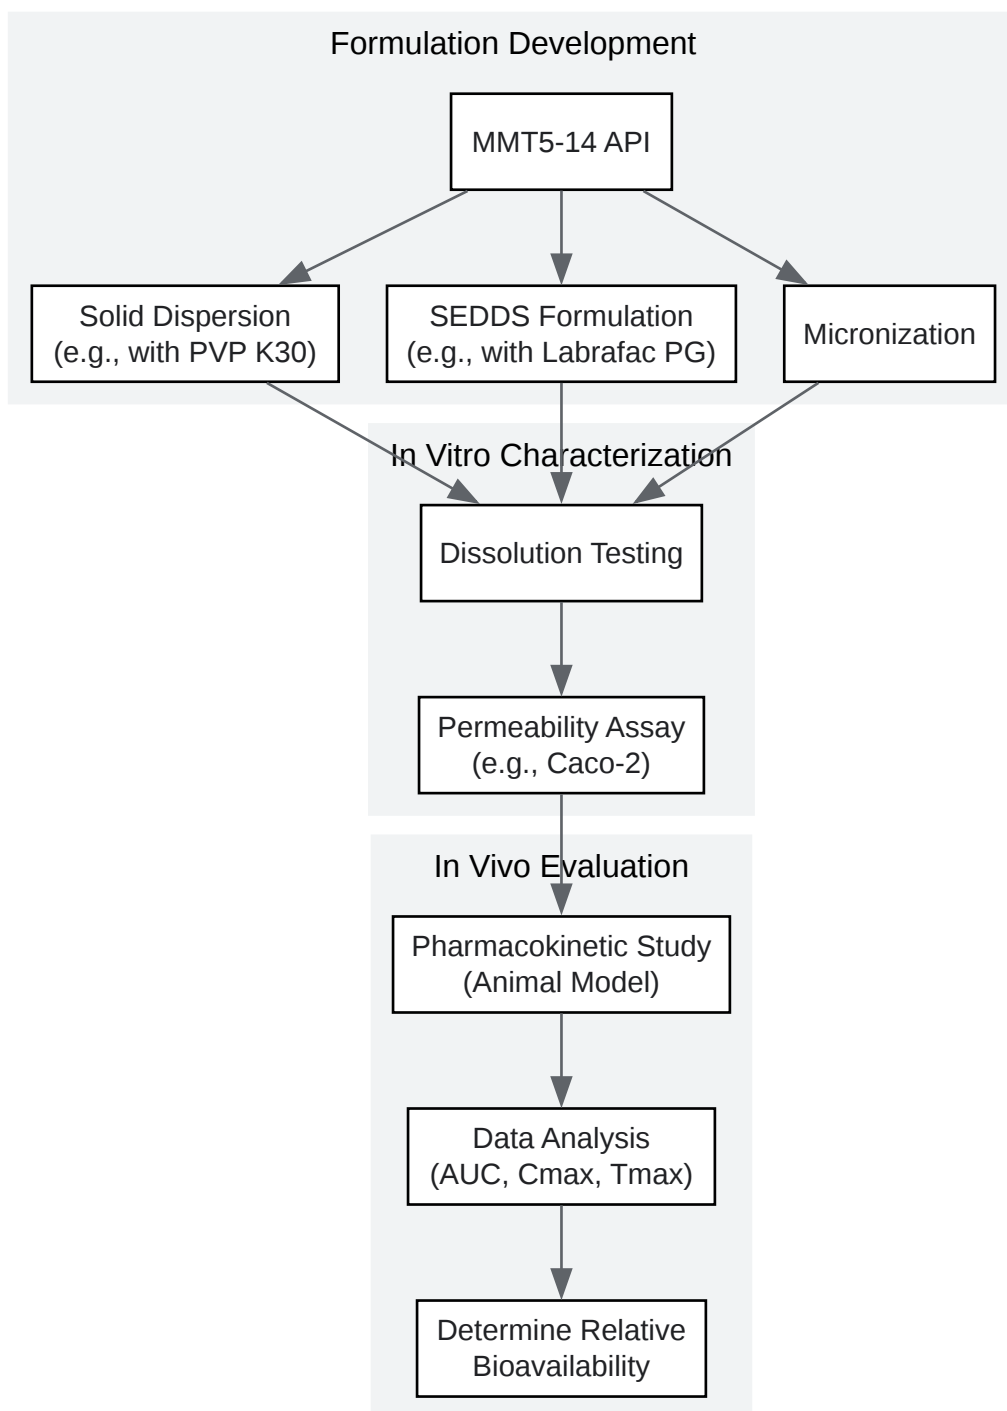 Formulation Development
MMT5-14 API
Solid Dispersion
(e.g., with PVP K30)
SEDDS Formulation
(e.g., with Labrafac PG)
Micronization
In Vitro Characterization
Dissolution Testing
Permeability Assay
(e.g., Caco-2)
In Vivo Evaluation
Pharmacokinetic Study
(Animal Model)
Data Analysis
(AUC, Cmax, Tmax)
Determine Relative
Bioavailability